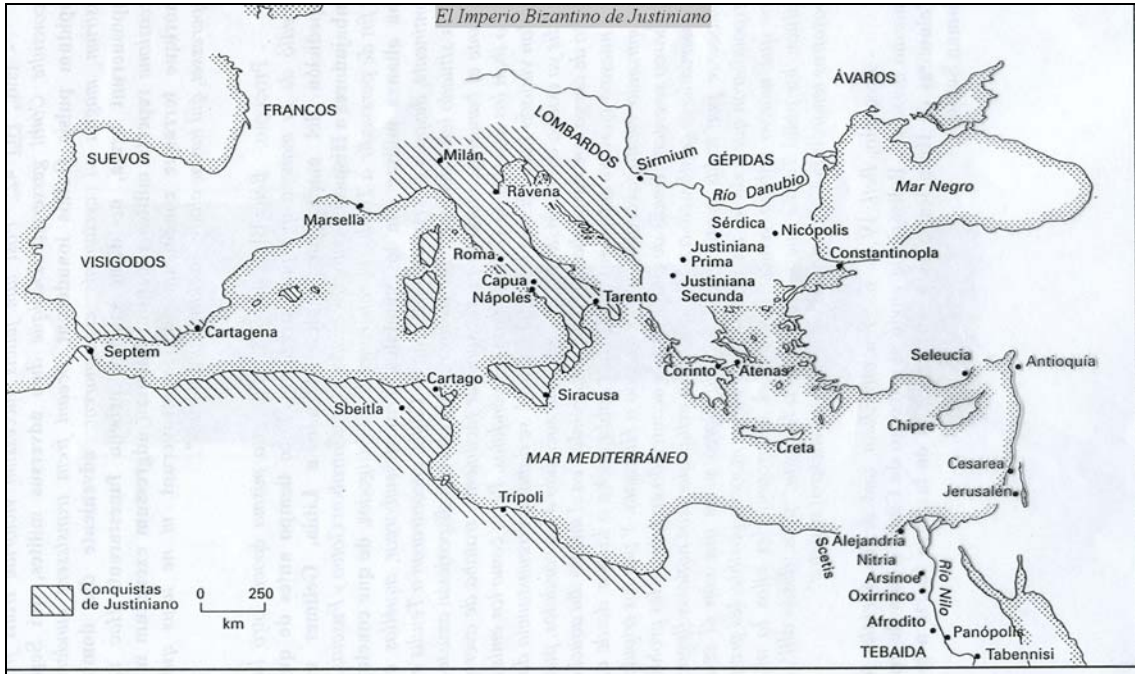 El Imperio Bizantino de Justiniano
ÁVAROS
FRANCOS
LOMBARDOS
SUEVOS
Milán
Sirmium
GÉPIDAS
Río Danubio
Mar Negro
Rávena
Marsella
Sérdica
Nicópolis
Justiniana
Prima
Constantinopla
VISIGODOS
Roma
Capua
Nápoles
Justiniana
Secunda
Tarento
Cartagena
Septem
Seleucia
Antioquía
Corinto
Atenas
Cartago
Siracusa
Sbeitla
Chipre
Creta
MAR MEDITERRÁNEO
Cesarea
Jerusalén
Trípoli
Scetis
Alejandría
Nitria
Río Nilo
Arsínoe
Oxirrinco
Afrodito
Panópolis
TEBAIDA
Tabennisi
Conquistas
de Justiniano
0 250
km